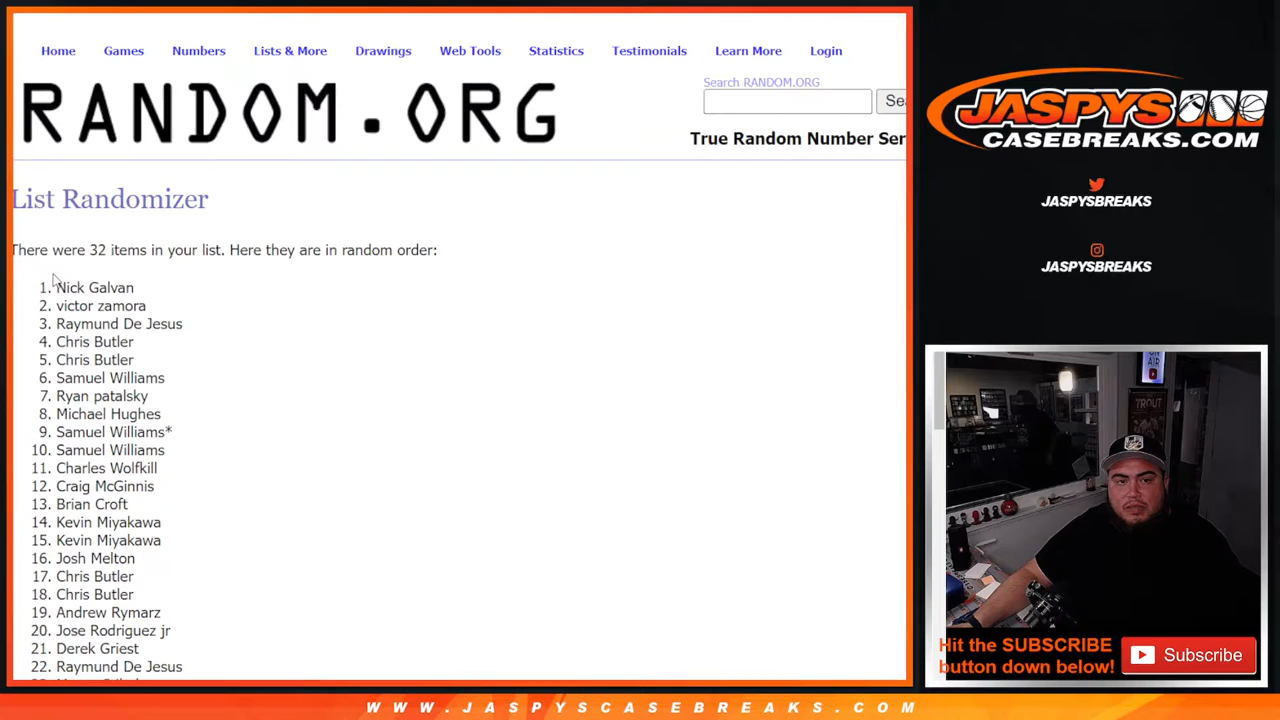 Home Games Numbers Lists & More Drawings Web Tools Statistics Testimonials Learn More Login
Search RANDOM.ORG
RANDOM.ORG
True Random Number Ser
List Randomizer
There were 32 items in your list. Here they are in random order:
1. Nick Galvan
2. victor zamora
3. Raymund De Jesus
4. Chris Butler
5. Chris Butler
6. Samuel Williams
7. Ryan patalsky
8. Michael Hughes
9. Samuel Williams*
10. Samuel Williams
11. Charles Wolfkill
12. Craig McGinnis
13. Brian Croft
14. Kevin Miyakawa
15. Kevin Miyakawa
16. Josh Melton
17. Chris Butler
18. Chris Butler
19. Andrew Rymarz
20. Jose Rodriguez jr
21. Derek Griest
22. Raymund De Jesus
JASPYS
CASEBREAKS.COM
JASPYSBREAKS
JASPYSBREAKS
ON
AIR
TROUT
Hit the SUBSCRIBE
button down below!
Subscribe
WWW.JASPYSCASEBREAKS.COM